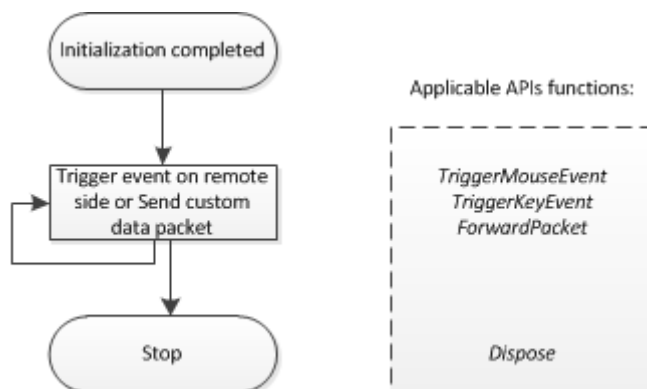 Initialization completed
Applicable APIs functions:
Trigger event on remote
side or Send custom
data packet
TriggerMouseEvent
TriggerKeyEvent
ForwardPacket
Stop
Dispose